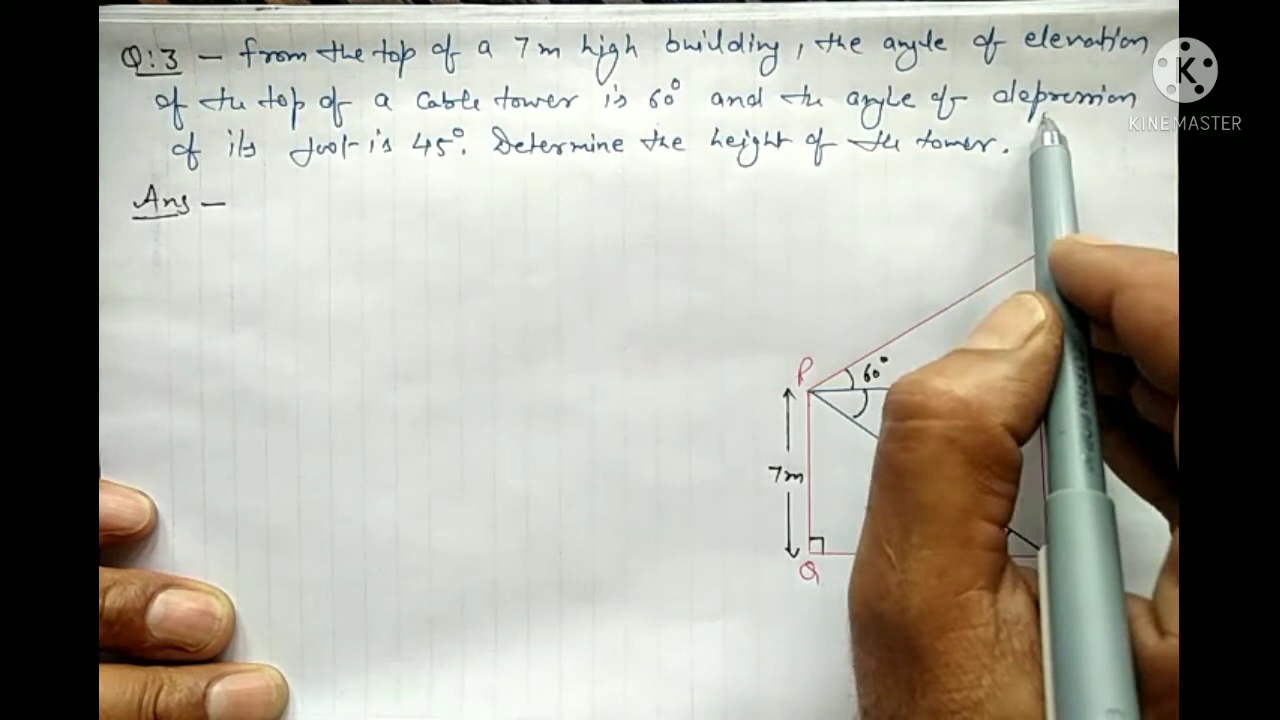 Q:3 - from the top of a 7m high building, the angle of elevation
of the top of a cable tower is 60° and the angle of depression
of its foot is 45°. Determine the height of the tower.
Ans -
K
KINEMASTER
P
60°
7m
Q